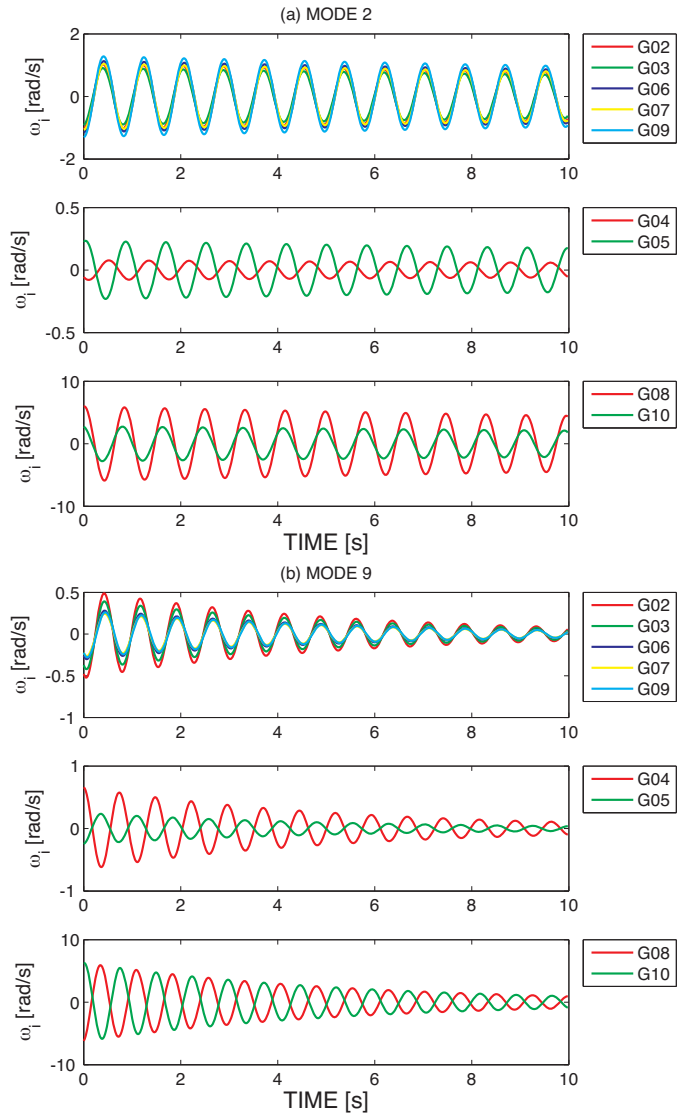 (a) MODE 2
ω_i [rad/s]
2
0
-2
0 2 4 6 8 10
G02
G03
G06
G07
G09
ω_i [rad/s]
0.5
0
-0.5
0 2 4 6 8 10
G04
G05
ω_i [rad/s]
10
0
-10
0 2 4 6 8 10
TIME [s]
G08
G10
(b) MODE 9
ω_i [rad/s]
0.5
0
-0.5
-1
0 2 4 6 8 10
G02
G03
G06
G07
G09
ω_i [rad/s]
1
0
-1
0 2 4 6 8 10
G04
G05
ω_i [rad/s]
10
0
-10
0 2 4 6 8 10
TIME [s]
G08
G10